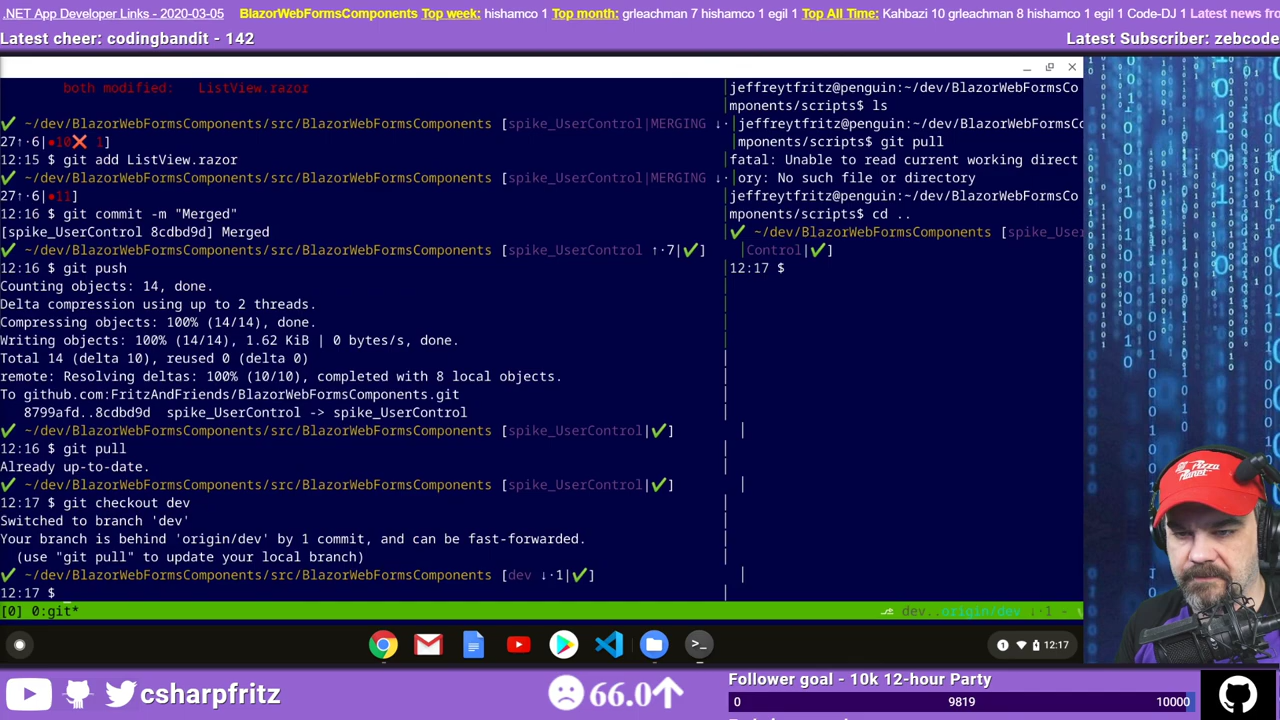 .NET App Developer Links - 2020-03-05 BlazorWebFormsComponents Top week: hishamco 1 Top month: grleachman 7 hishamco 1 egil 1 Top All Time: Kahbazi 10 grleachman 8 hishamco 1 egil 1 Code-DJ 1 Latest news fro
Latest cheer: codingbandit - 142
Latest Subscriber: zebcode
both modified: ListView.razor
✔ ~/dev/BlazorWebFormsComponents/src/BlazorWebFormsComponents [spike_UserControl|MERGING ↓·
27↑·6|●10❌ 1]
12:15 $ git add ListView.razor
✔ ~/dev/BlazorWebFormsComponents/src/BlazorWebFormsComponents [spike_UserControl|MERGING ↓·
27↑·6|●11]
12:16 $ git commit -m "Merged"
[spike_UserControl 8cdbd9d] Merged
✔ ~/dev/BlazorWebFormsComponents/src/BlazorWebFormsComponents [spike_UserControl ↑·7|✔]
12:16 $ git push
Counting objects: 14, done.
Delta compression using up to 2 threads.
Compressing objects: 100% (14/14), done.
Writing objects: 100% (14/14), 1.62 KiB | 0 bytes/s, done.
Total 14 (delta 10), reused 0 (delta 0)
remote: Resolving deltas: 100% (10/10), completed with 8 local objects.
To github.com:FritzAndFriends/BlazorWebFormsComponents.git
8799afd..8cdbd9d spike_UserControl -> spike_UserControl
✔ ~/dev/BlazorWebFormsComponents/src/BlazorWebFormsComponents [spike_UserControl|✔]
12:16 $ git pull
Already up-to-date.
✔ ~/dev/BlazorWebFormsComponents/src/BlazorWebFormsComponents [spike_UserControl|✔]
12:17 $ git checkout dev
Switched to branch 'dev'
Your branch is behind 'origin/dev' by 1 commit, and can be fast-forwarded.
(use "git pull" to update your local branch)
✔ ~/dev/BlazorWebFormsComponents/src/BlazorWebFormsComponents [dev ↓·1|✔]
12:17 $
jeffreytfritz@penguin:~/dev/BlazorWebFormsCo
mponents/scripts$ ls
jeffreytfritz@penguin:~/dev/BlazorWebFormsCo
mponents/scripts$ git pull
fatal: Unable to read current working direct
ory: No such file or directory
jeffreytfritz@penguin:~/dev/BlazorWebFormsCo
mponents/scripts$ cd ..
✔ ~/dev/BlazorWebFormsComponents [spike_User
Control|✔]
12:17 $
[0] 0:git*
dev..origin/dev ↓·1 -
12:17
csharpfritz
66.0↑
Follower goal - 10k 12-hour Party
0 9819 10000